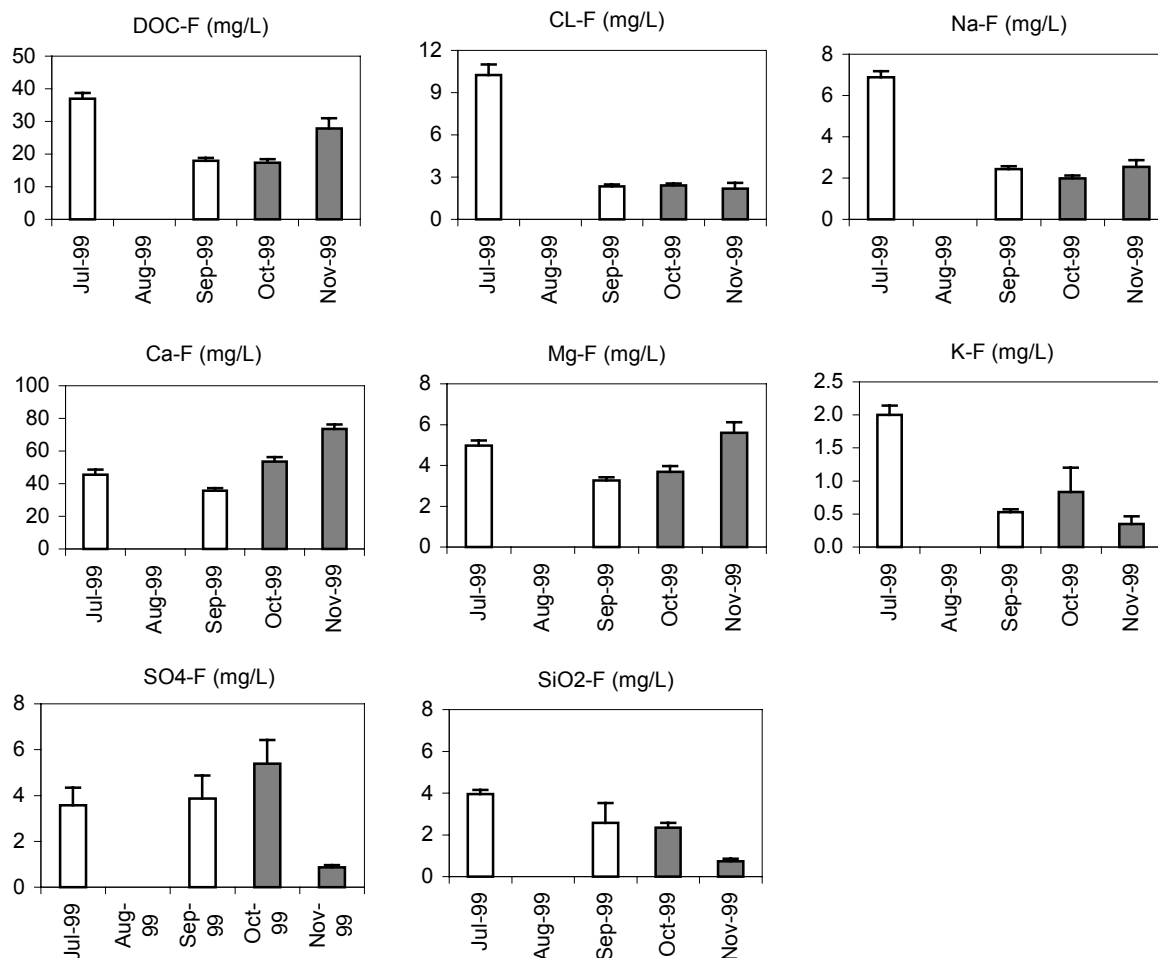 DOC-F (mg/L)
50
40
30
20
10
0
Jul-99
Aug-99
Sep-99
Oct-99
Nov-99
CL-F (mg/L)
12
9
6
3
0
Jul-99
Aug-99
Sep-99
Oct-99
Nov-99
Na-F (mg/L)
8
6
4
2
0
Jul-99
Aug-99
Sep-99
Oct-99
Nov-99
Ca-F (mg/L)
100
80
60
40
20
0
Jul-99
Aug-99
Sep-99
Oct-99
Nov-99
Mg-F (mg/L)
8
6
4
2
0
Jul-99
Aug-99
Sep-99
Oct-99
Nov-99
K-F (mg/L)
2.5
2.0
1.5
1.0
0.5
0.0
Jul-99
Aug-99
Sep-99
Oct-99
Nov-99
SO4-F (mg/L)
8
6
4
2
0
Jul-99
Aug-
99
Sep-
99
Oct-
99
Nov-
99
SiO2-F (mg/L)
8
6
4
2
0
Jul-99
Aug-99
Sep-99
Oct-99
Nov-99